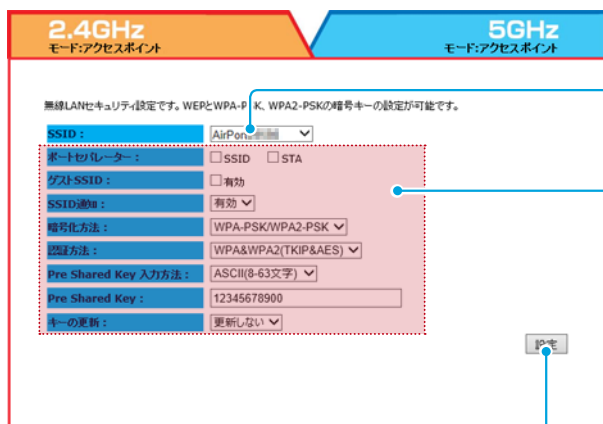 2.4GHz
モード:アクセスポイント
5GHz
モード:アクセスポイント
無線LANセキュリティ設定です。WEPとWPA-PSK、WPA2-PSKの暗号キーの設定が可能です。
SSID： AirPort
ポートセパレーター： SSID STA
ゲストSSID： 有効
SSID通知： 有効
暗号化方法： WPA-PSK/WPA2-PSK
認証方法： WPA&WPA2(TKIP&AES)
Pre Shared Key 入力方法： ASCII(8-63文字)
Pre Shared Key： 12345678900
キーの更新： 更新しない
設定